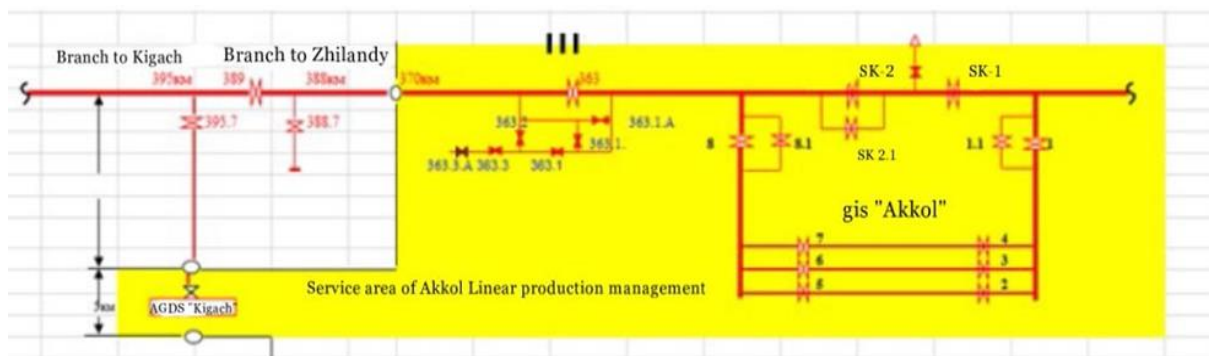 Branch to Kigach
Branch to Zhilandy
III
395км
389
388км
370км
363
SK-2
SK-1
395.7
388.7
363.2
363.1.A
363.1.
363.3.A
363.3
363.1
8
8.1
SK 2.1
1.1
1
gis "Akkol"
7
4
6
3
5
2
Service area of Akkol Linear production management
AGDS "Kigach"